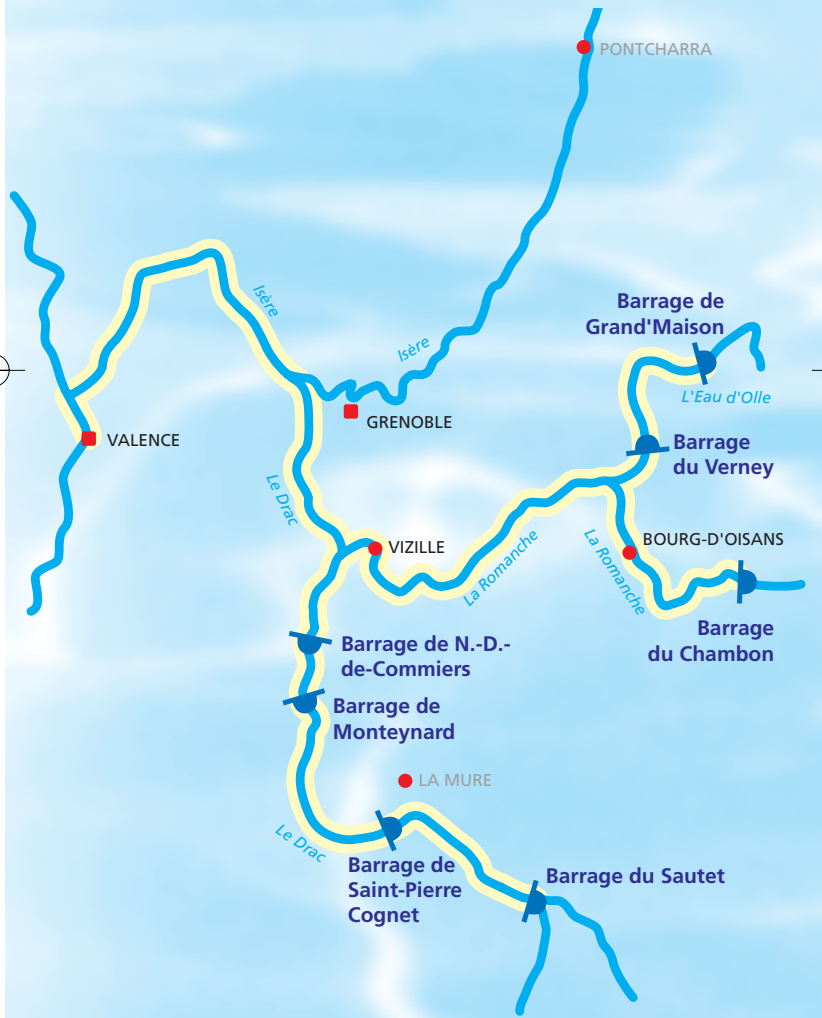 PONTCHARRA
Isère
Barrage de
Grand'Maison
Isère
L'Eau d'Olle
GRENOBLE
VALENCE
Barrage
du Verney
Le Drac
La Romanche
La Romanche
BOURG-D'OISANS
VIZILLE
Barrage
du Chambon
Barrage de N.-D.-
de-Commiers
Barrage de
Monteynard
LA MURE
Le Drac
Barrage de
Saint-Pierre
Cognet
Barrage du Sautet